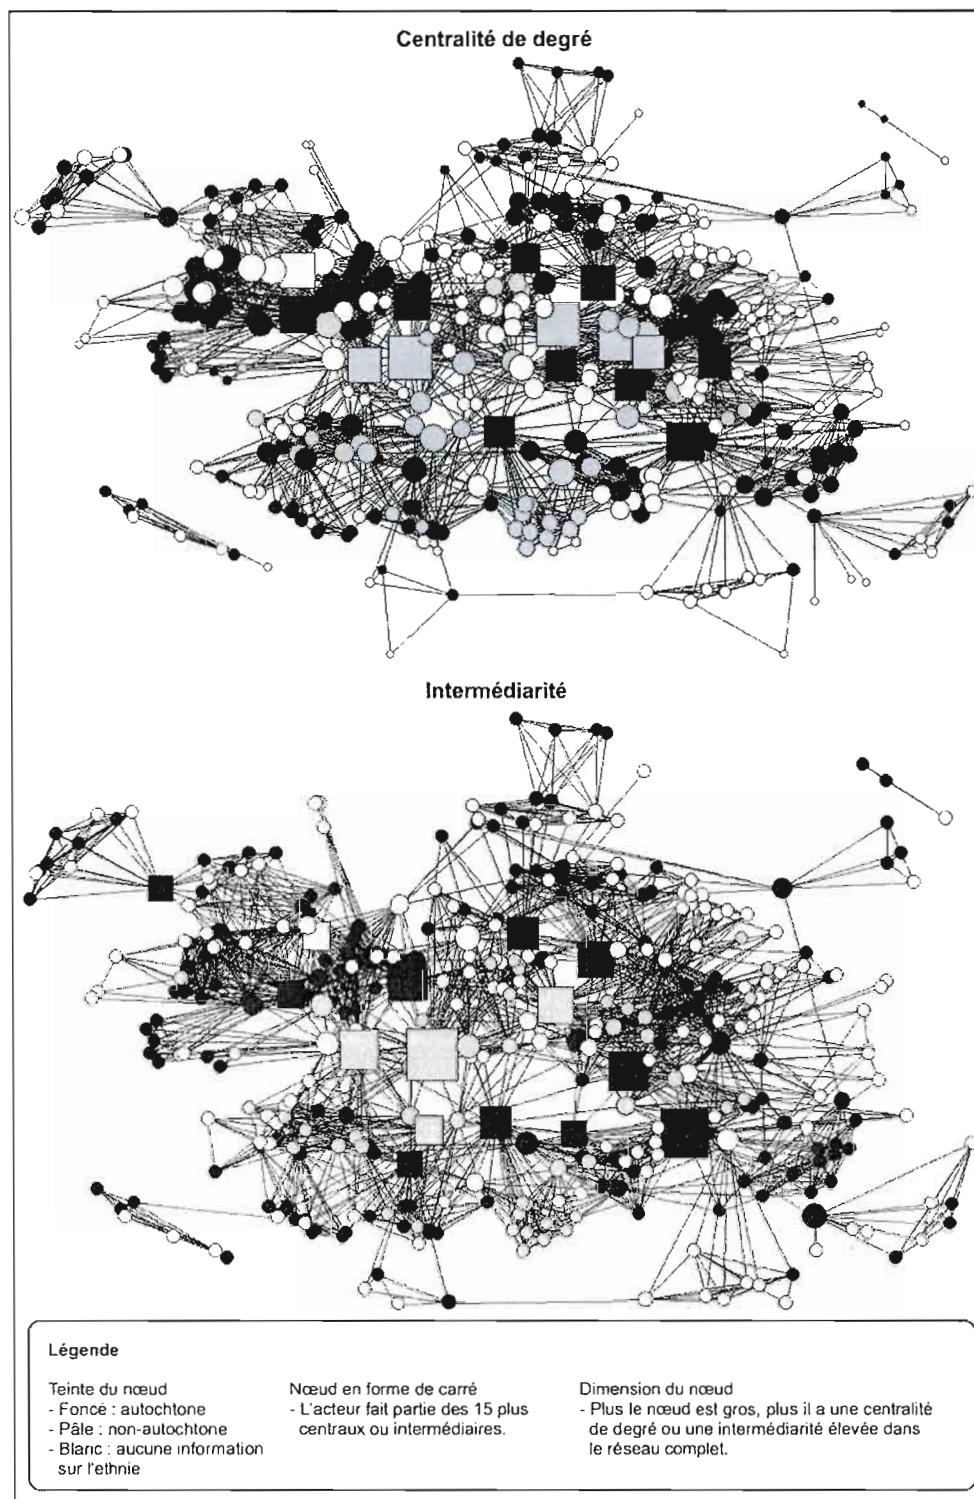 Centralité de degré
Intermédiarité
Légende
Teinte du nœud
- Foncé : autochtone
- Pâle : non-autochtone
- Blanc : aucune information
sur l'ethnie
Nœud en forme de carré
- L'acteur fait partie des 15 plus
centraux ou intermédiaires.
Dimension du nœud
- Plus le nœud est gros, plus il a une centralité
de degré ou une intermédiarité élevée dans
le réseau complet.